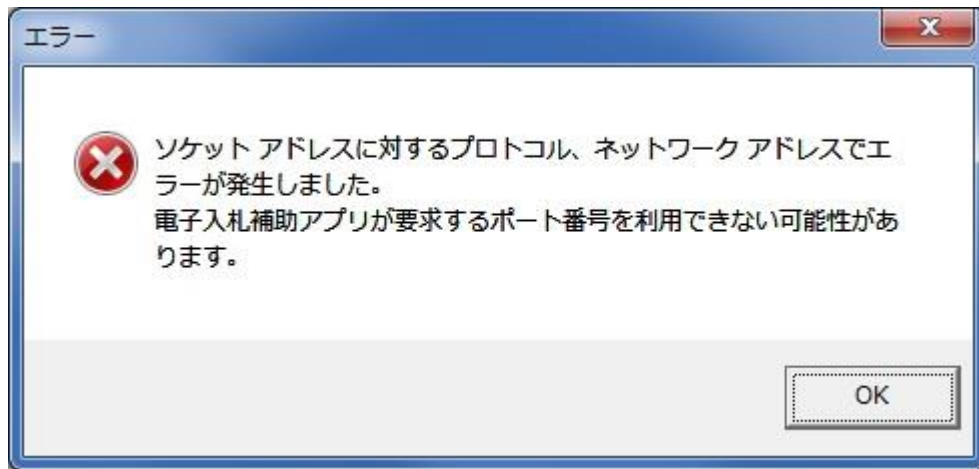 エラー
ソケット アドレスに対するプロトコル、ネットワーク アドレスでエ
ラーが発生しました。
電子入札補助アプリが要求するポート番号を利用できない可能性があ
ります。
OK